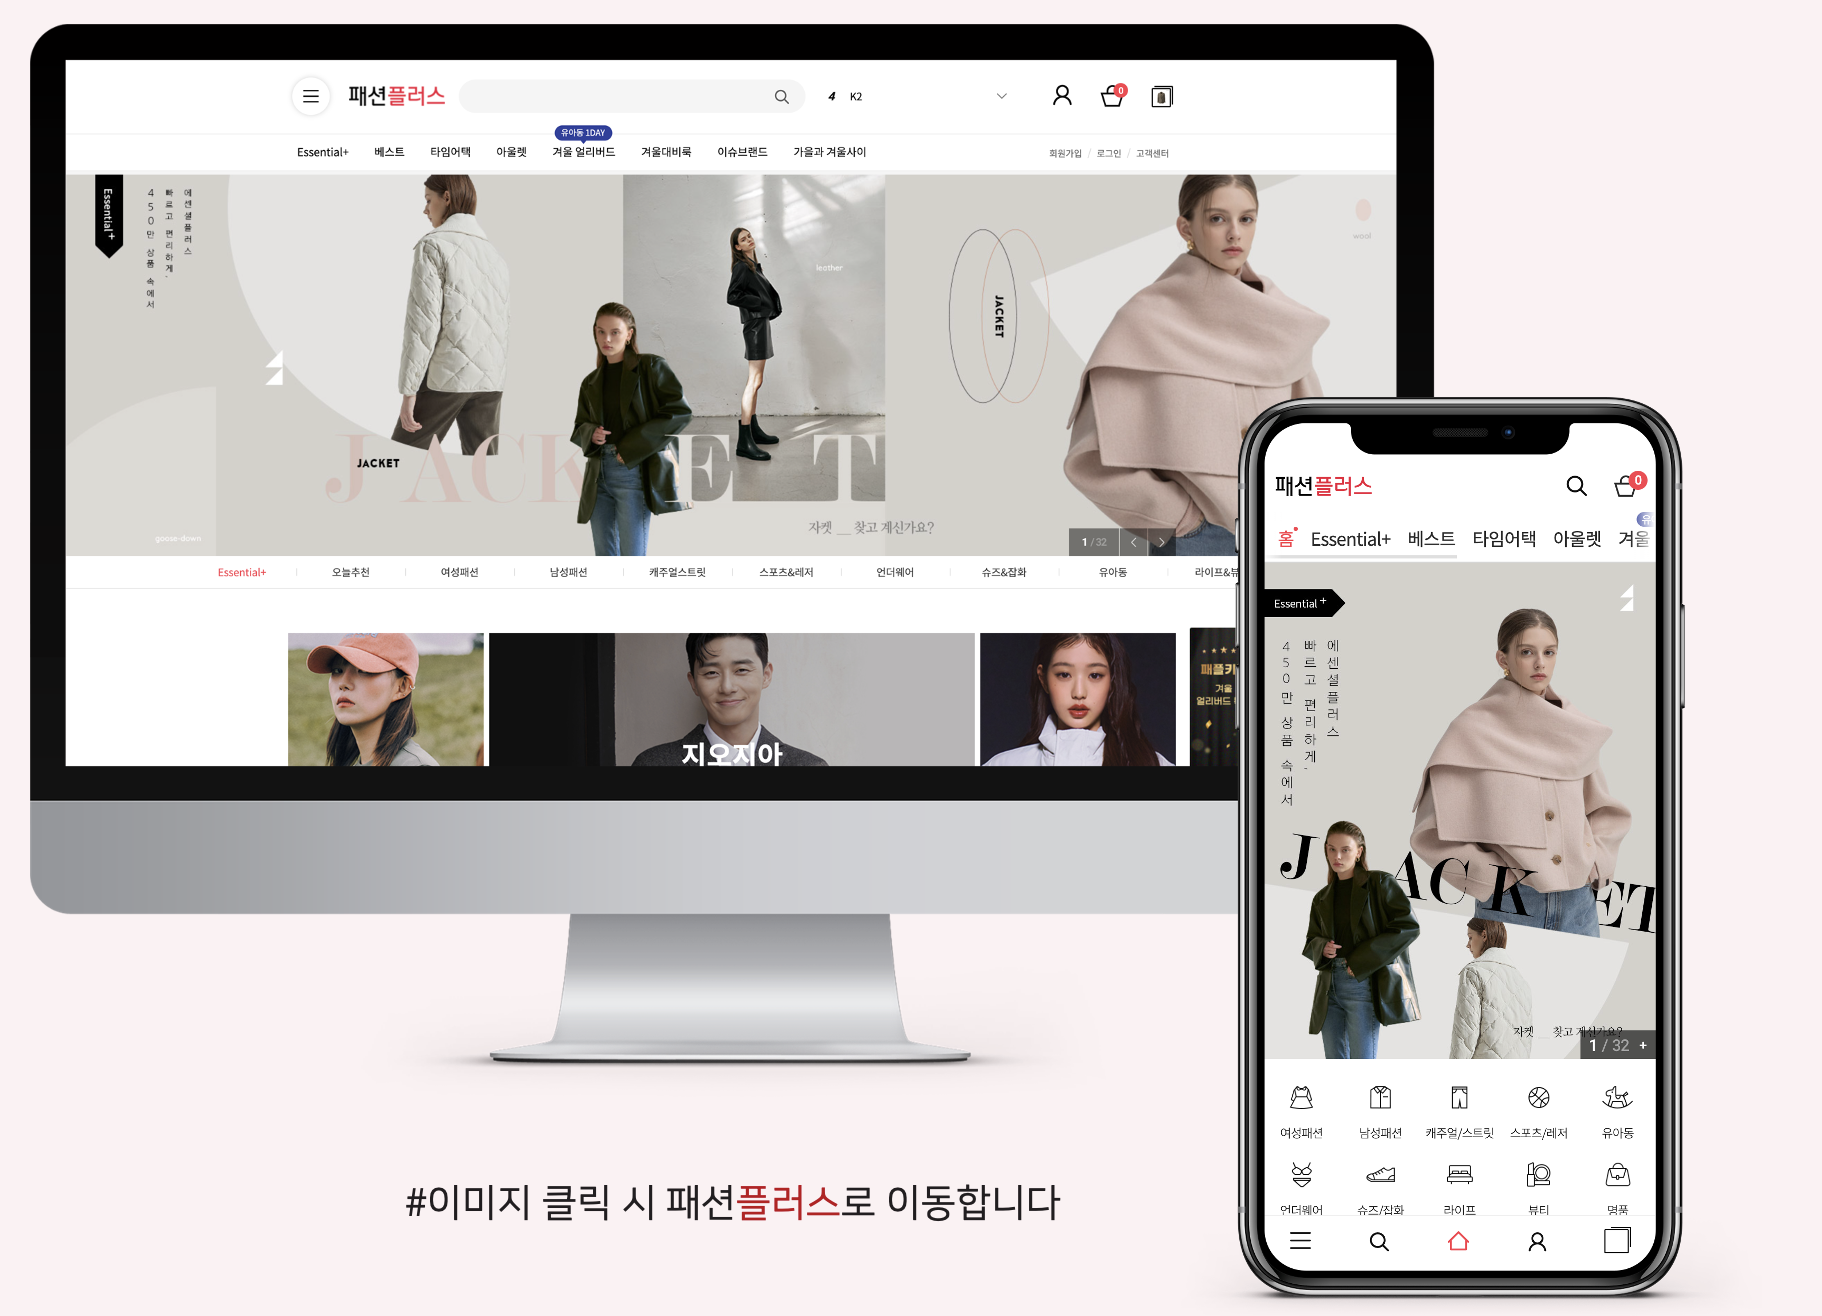 패션플러스
4 K2
0
유아동 1DAY
Essential+ 베스트 타임어택 아울렛 겨울 얼리버드 겨울대비룩 이슈브랜드 가을과 겨울사이
회원가입 / 로그인 / 고객센터
Essential+
에센셜플러스
빠르고 편리하게,
450만 상품 속에서
leather
wool
JACKET
JACKET
JACKET
자켓 __ 찾고 계신가요?
goose-down
1 / 32
Essential+ 오늘추천 여성패션 남성패션 캐주얼스트릿 스포츠&레저 언더웨어 슈즈&잡화 유아동 라이프&뷰
지오지아
패플키
겨울
얼리버드
패션플러스
0
유
홈 Essential+ 베스트 타임어택 아울렛 겨울
Essential+
에센셜플러스
빠르고 편리하게,
450만 상품 속에서
JACKET
자켓 __ 찾고 계신가요?
1 / 32 +
여성패션 남성패션 캐주얼/스트릿 스포츠/레저 유아동
언더웨어 슈즈/잡화 라이프 뷰티 명품
#이미지 클릭 시 패션플러스로 이동합니다